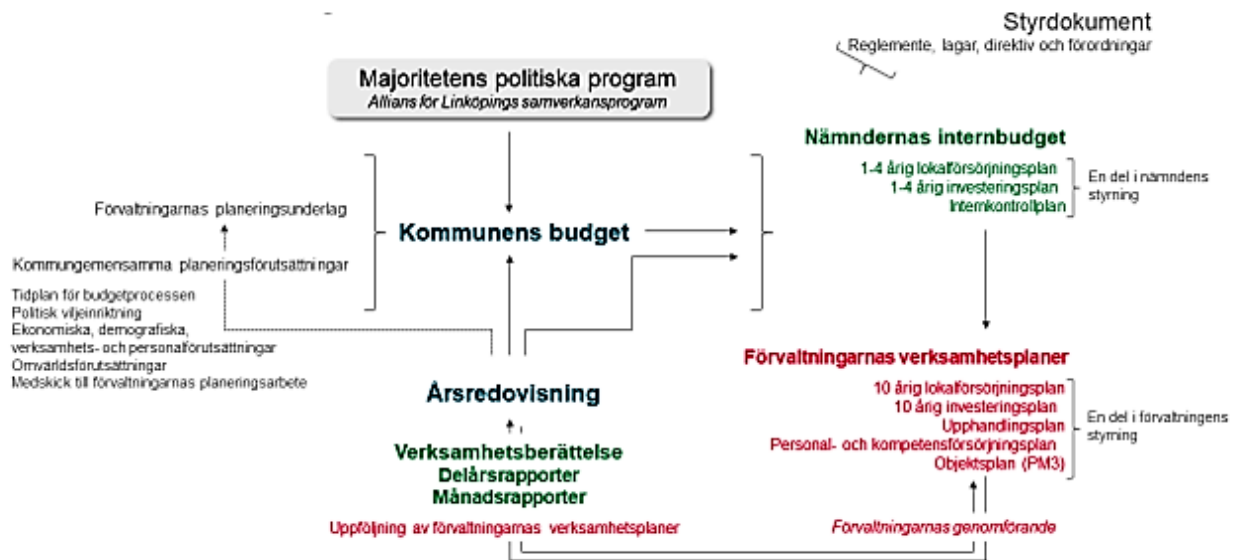 Styrdokument
Reglemente, lagar, direktiv och förordningar
Majoritetens politiska program
Allians för Linköpings samverkansprogram
Nämndernas internbudget
1-4 årig lokalförsörjningsplan
1-4 årig investeringsplan
Internkontrollplan
En del i nämndens
styrning
Förvaltningarnas planeringsunderlag
Kommunens budget
Kommungemensamma planeringsförutsättningar
Tidplan för budgetprocessen
Politisk viljeinriktning
Ekonomiska, demografiska,
verksamhets- och personalförutsättningar
Omvärldsförutsättningar
Medskick till förvaltningarnas planeringsarbete
Förvaltningarnas verksamhetsplaner
10 årig lokalförsörjningsplan
10 årig investeringsplan
Upphandlingsplan
Personal- och kompetensförsörjningsplan
Objektsplan (PM3)
En del i förvaltningens
styrning
Årsredovisning
Verksamhetsberättelse
Delårsrapporter
Månadsrapporter
Uppföljning av förvaltningarnas verksamhetsplaner
Förvaltningarnas genomförande